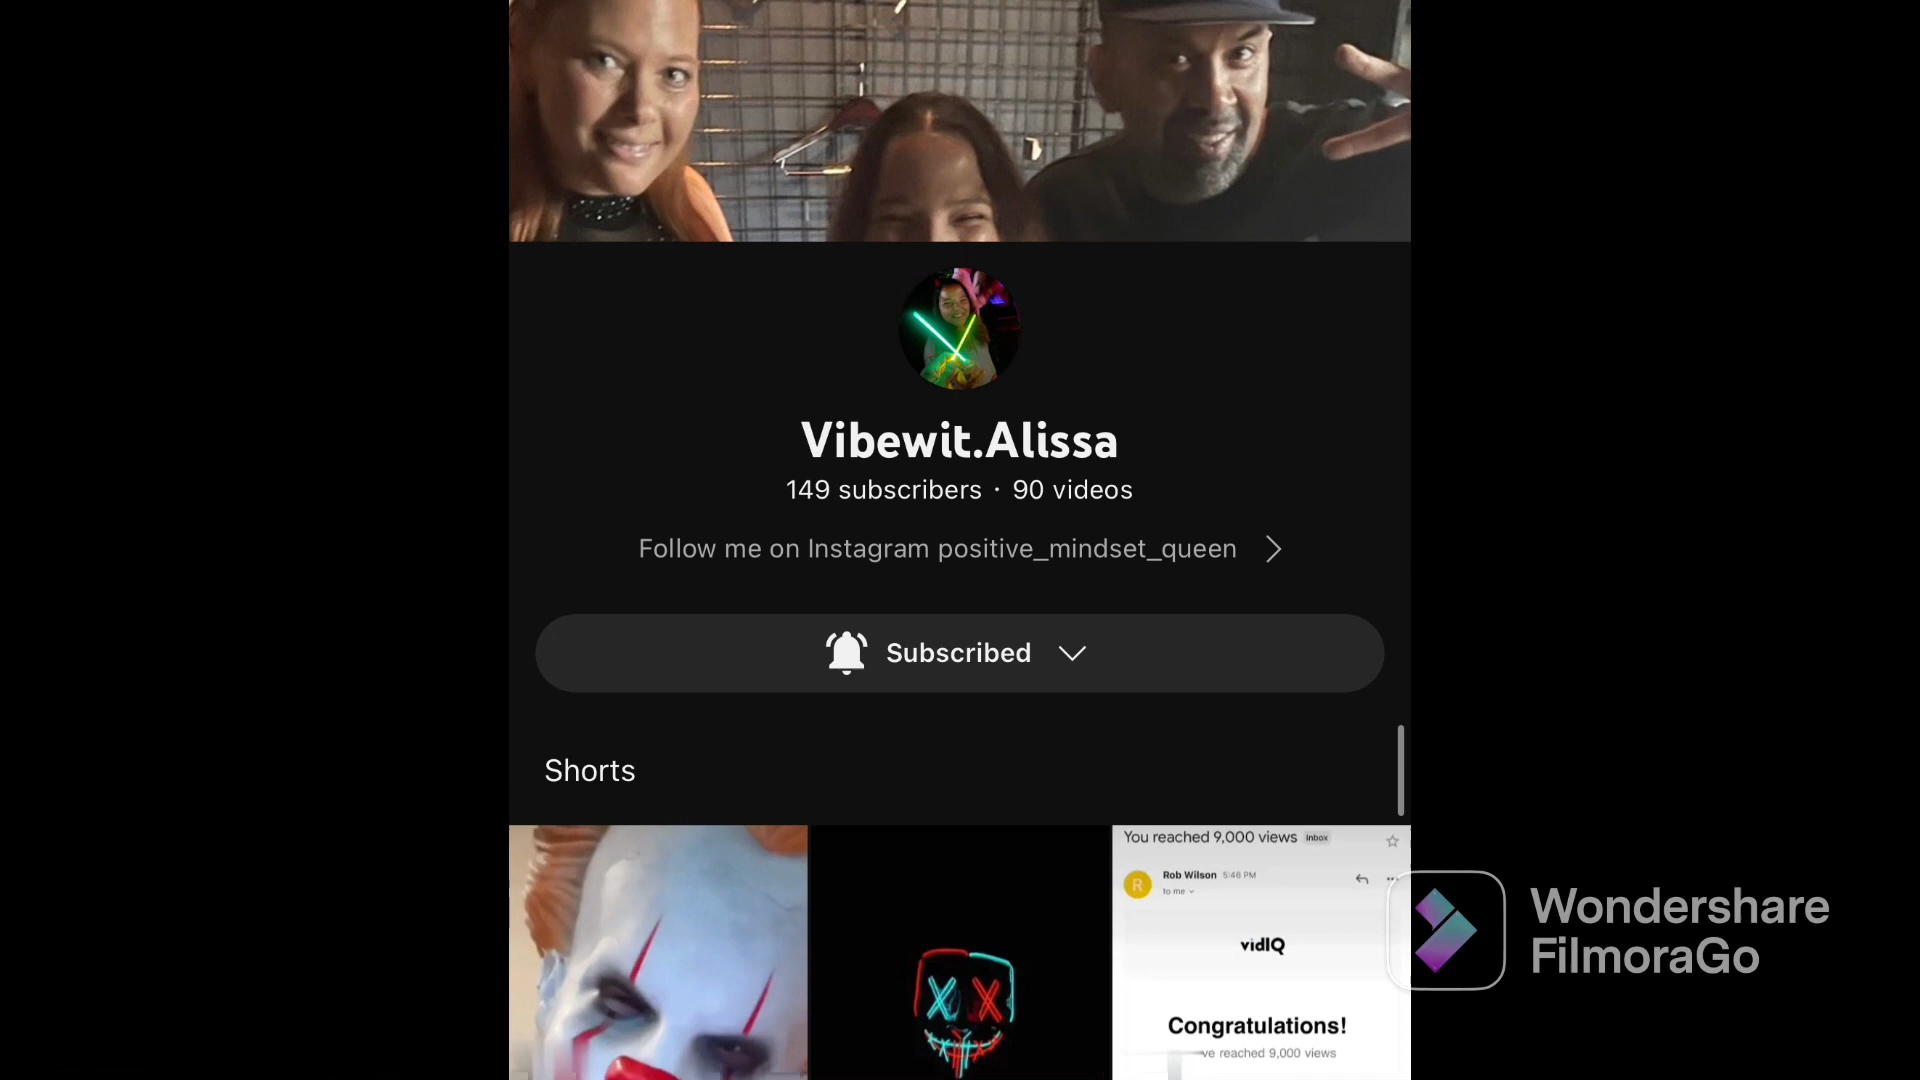 Vibewit.Alissa
149 subscribers · 90 videos
Follow me on Instagram positive_mindset_queen
Subscribed
Shorts
You reached 9,000 views Inbox
R
Rob Wilson 5:46 PM
to me
vidIQ
Congratulations!
ve reached 9,000 views
Wondershare
FilmoraGo